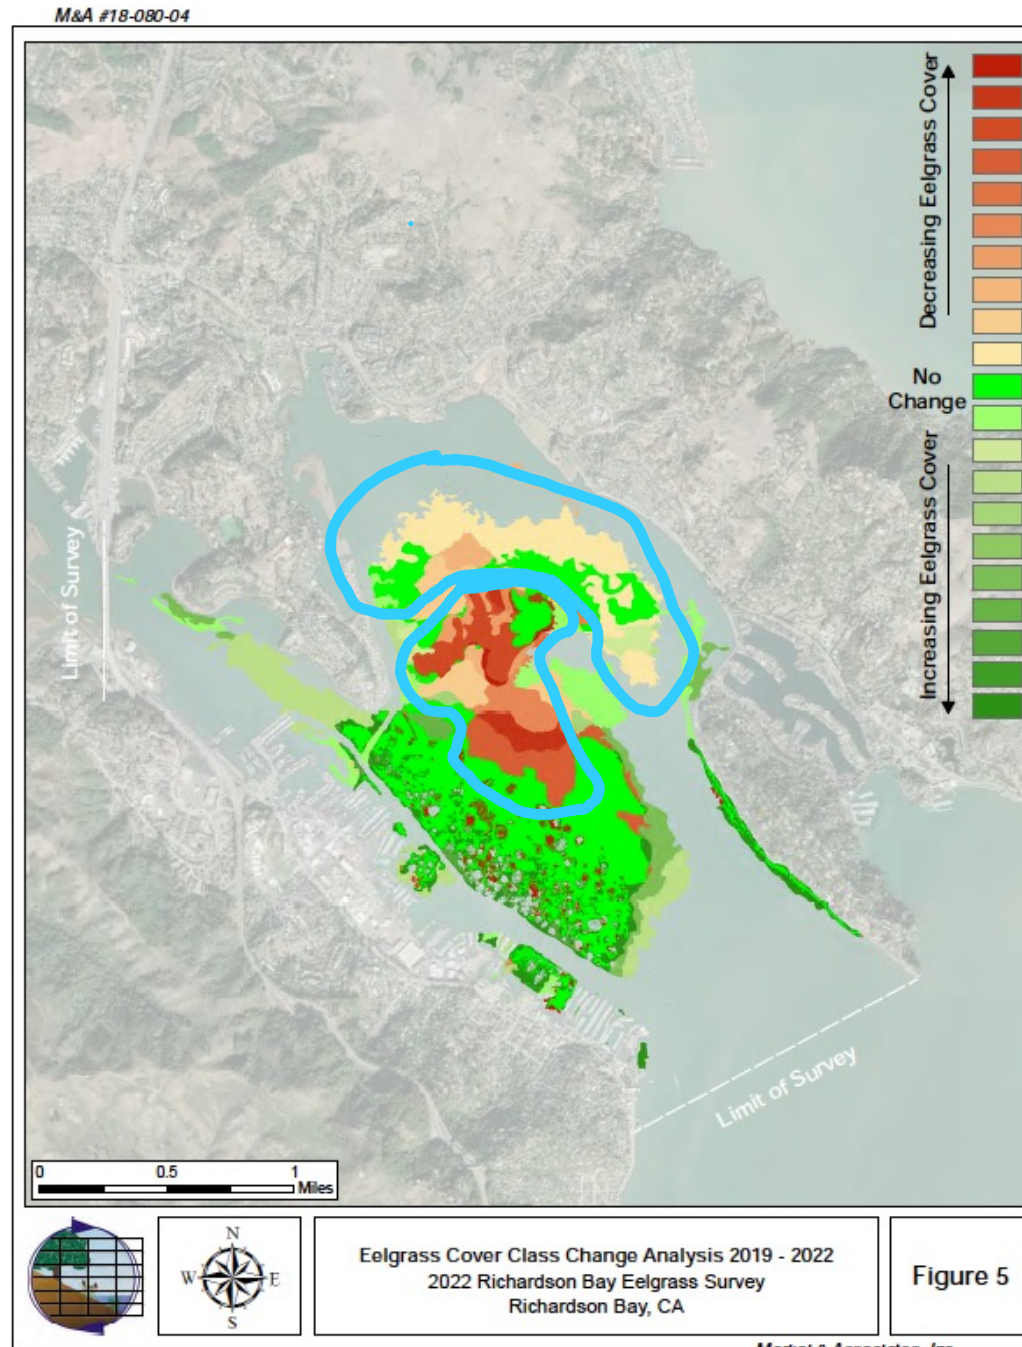 M&A #18-080-04
Decreasing Eelgrass Cover
No
Change
Increasing Eelgrass Cover
Limit of Survey
Limit of Survey
0 0.5 1
Miles
N
W E
S
Eelgrass Cover Class Change Analysis 2019 - 2022
2022 Richardson Bay Eelgrass Survey
Richardson Bay, CA
Figure 5